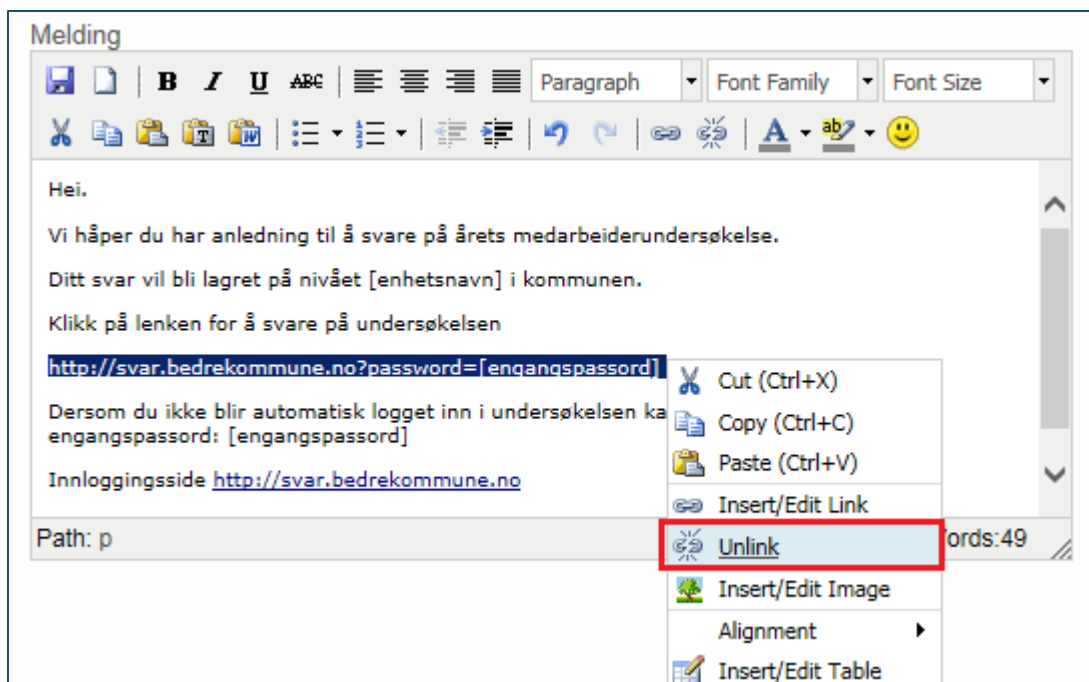 Melding
B I U ABC Paragraph Font Family Font Size
T W A ab
Hei.
Vi håper du har anledning til å svare på årets medarbeiderundersøkelse.
Ditt svar vil bli lagret på nivået [enhetsnavn] i kommunen.
Klikk på lenken for å svare på undersøkelsen
http://svar.bedrekommune.no?password=[engangspassord]
Cut (Ctrl+X)
Dersom du ikke blir automatisk logget inn i undersøkelsen ka
Copy (Ctrl+C)
engangspassord: [engangspassord]
Paste (Ctrl+V)
Innloggingsside http://svar.bedrekommune.no
Insert/Edit Link
Path: p
Unlink
ords:49
Insert/Edit Image
Alignment
Insert/Edit Table